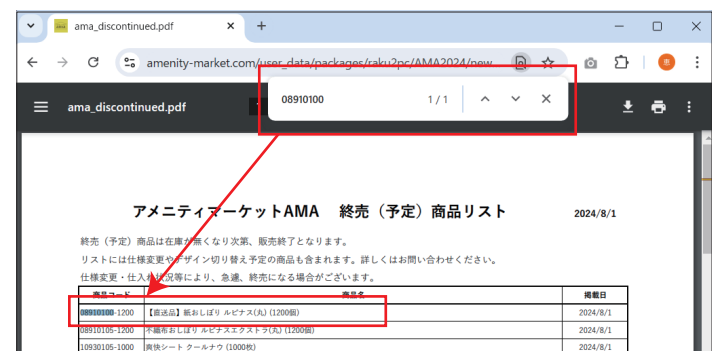 ama_discontinued.pdf
amenity-market.com/user_data/packages/raku2pc/AMA2024/new
ama_discontinued.pdf
08910100
1/1
アメニティマーケットAMA 終売（予定）商品リスト
2024/8/1
終売（予定）商品は在庫が無くなり次第、販売終了となります。
リストには仕様変更やデザイン切り替え予定の商品も含まれます。詳しくはお問い合わせください。
仕様変更・仕入れ状況等により、急遽、終売になる場合がございます。
商品コード 商品名 掲載日
08910100-1200 【直送品】紙おしぼり ルピナス(丸) (1200個) 2024/8/1
08910105-1200 不織布おしぼり ルピナスエクストラ(丸) (1200個) 2024/8/1
10930105-1000 爽快シート クールナウ (1000枚) 2024/8/1